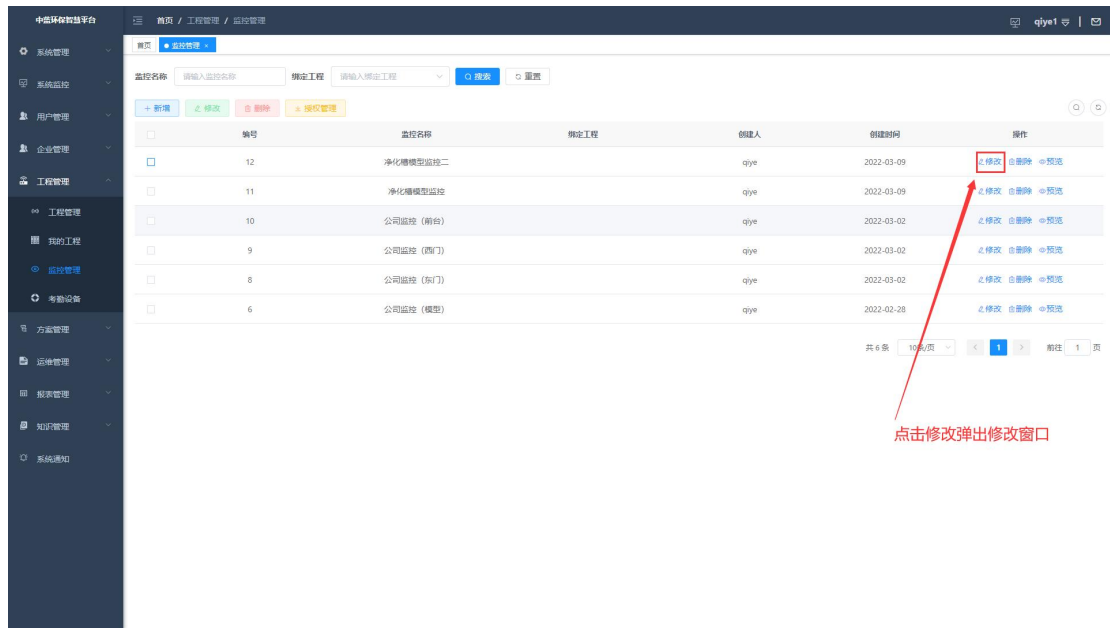 中蓝环保智慧平台
首页 / 工程管理 / 监控管理
qiye1
系统管理
系统监控
用户管理
企业管理
工程管理
工程管理
我的工程
监控管理
考勤设备
方案管理
运维管理
报表管理
知识管理
系统通知
首页 监控管理 ×
监控名称 请输入监控名称 绑定工程 请输入绑定工程 搜索 重置
+ 新增 修改 删除 授权管理
编号 监控名称 绑定工程 创建人 创建时间 操作
12 净化槽模型监控二 qiye 2022-03-09 修改 删除 预览
11 净化槽模型监控 qiye 2022-03-09 修改 删除 预览
10 公司监控（前台） qiye 2022-03-02 修改 删除 预览
9 公司监控（西门） qiye 2022-03-02 修改 删除 预览
8 公司监控（东门） qiye 2022-03-02 修改 删除 预览
6 公司监控（模型） qiye 2022-02-28 修改 删除 预览
共 6 条 10条/页 < 1 > 前往 1 页
点击修改弹出修改窗口